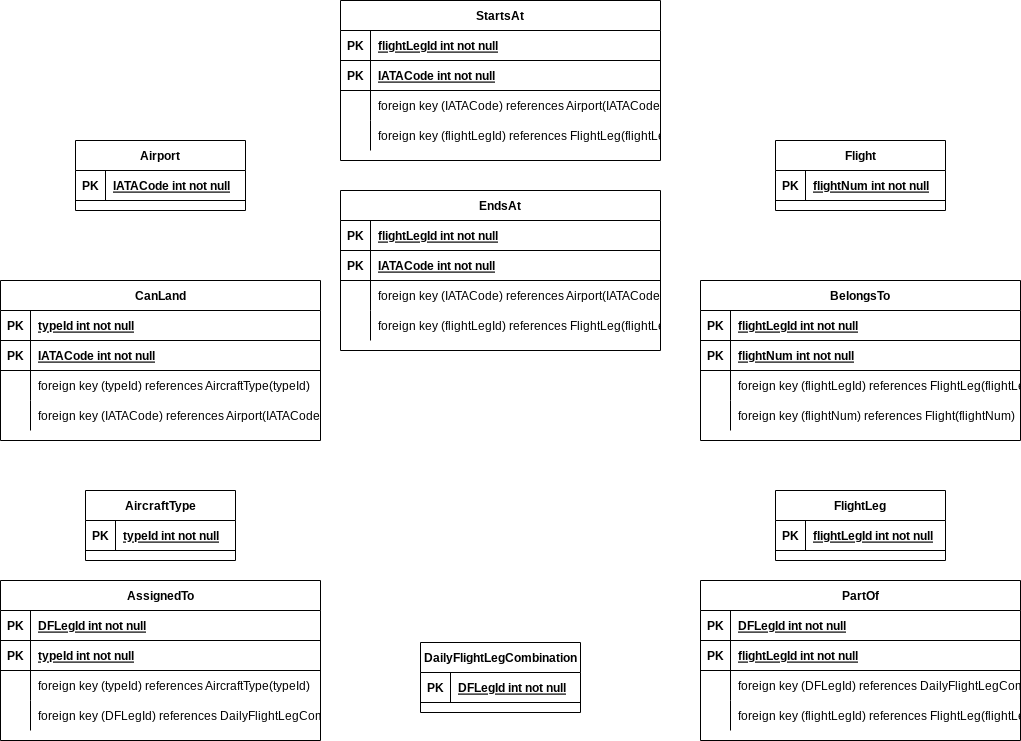 StartsAt
PK flightLegId int not null
PK IATACode int not null
foreign key (IATACode) references Airport(IATACode
foreign key (flightLegId) references FlightLeg(flightLe
Airport
PK IATACode int not null
Flight
PK flightNum int not null
EndsAt
PK flightLegId int not null
PK IATACode int not null
foreign key (IATACode) references Airport(IATACode
foreign key (flightLegId) references FlightLeg(flightLe
CanLand
PK typeId int not null
PK IATACode int not null
foreign key (typeId) references AircraftType(typeId)
foreign key (IATACode) references Airport(IATACode
BelongsTo
PK flightLegId int not null
PK flightNum int not null
foreign key (flightLegId) references FlightLeg(flightLe
foreign key (flightNum) references Flight(flightNum)
AircraftType
PK typeId int not null
FlightLeg
PK flightLegId int not null
AssignedTo
PK DFLegId int not null
PK typeId int not null
foreign key (typeId) references AircraftType(typeId)
foreign key (DFLegId) references DailyFlightLegCom
DailyFlightLegCombination
PK DFLegId int not null
PartOf
PK DFLegId int not null
PK flightLegId int not null
foreign key (DFLegId) references DailyFlightLegCom
foreign key (flightLegId) references FlightLeg(flightLe